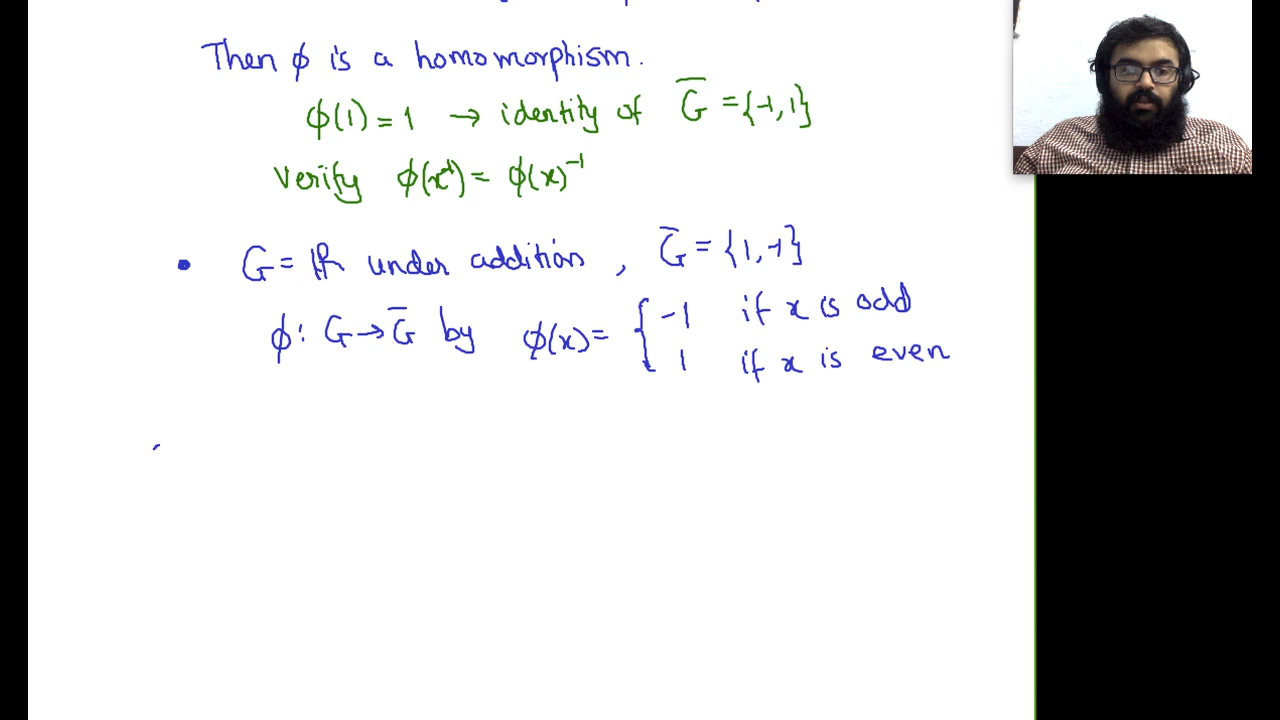 Then φ is a homomorphism.
φ(1) = 1 → identity of G̅ = {-1, 1}
Verify φ(x⁻¹) = φ(x)⁻¹
• G = ℝ under addition , G̅ = {1, -1}
φ : G → G̅ by φ(x) = { -1 if x is odd
1 if x is even